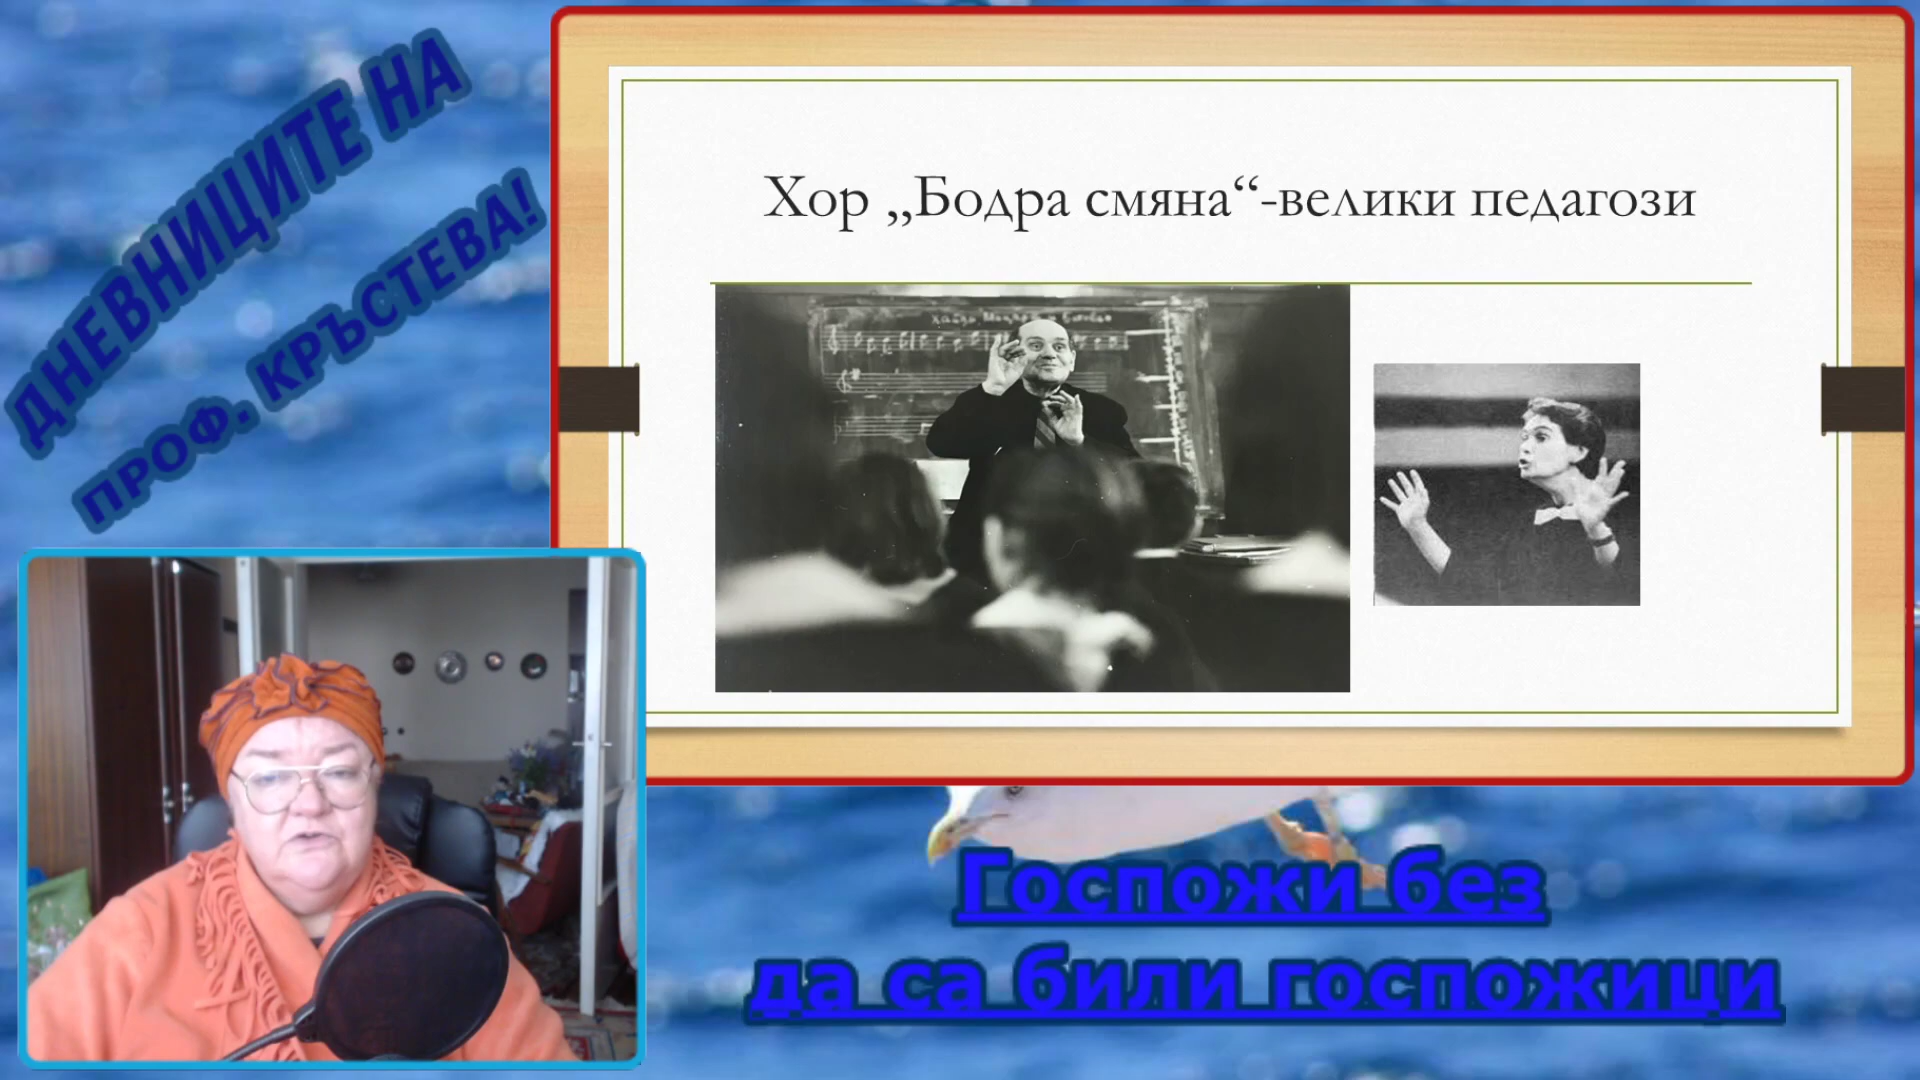 ДНЕВНИЦИТЕ НА
ПРОФ. КРЪСТЕВА!
Хор „Бодра смяна“-велики педагози
Госпожи без
да са били госпожици